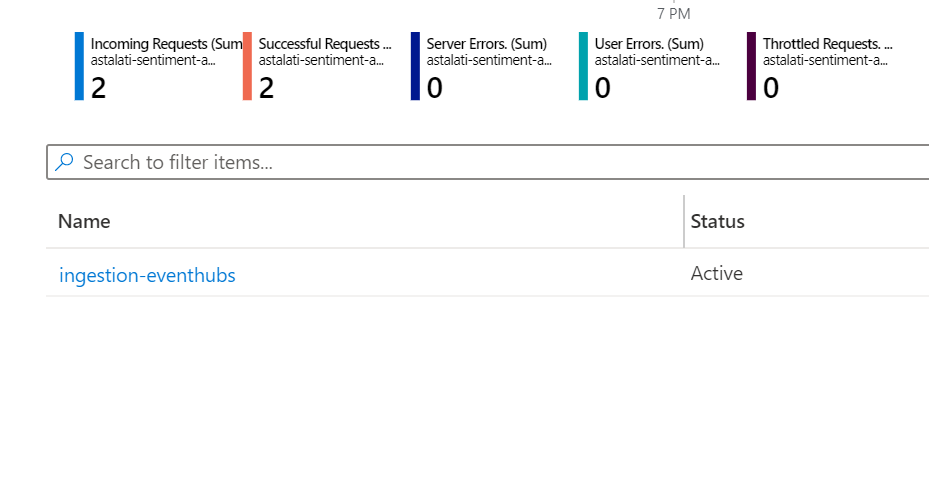 7 PM
Incoming Requests (Sum Successful Requests ... Server Errors. (Sum) User Errors. (Sum) Throttled Requests. ...
astalati-sentiment-a... astalati-sentiment-a... astalati-sentiment-a... astalati-sentiment-a... astalati-sentiment-a...
2 2 0 0 0
Search to filter items...
Name Status
ingestion-eventhubs Active